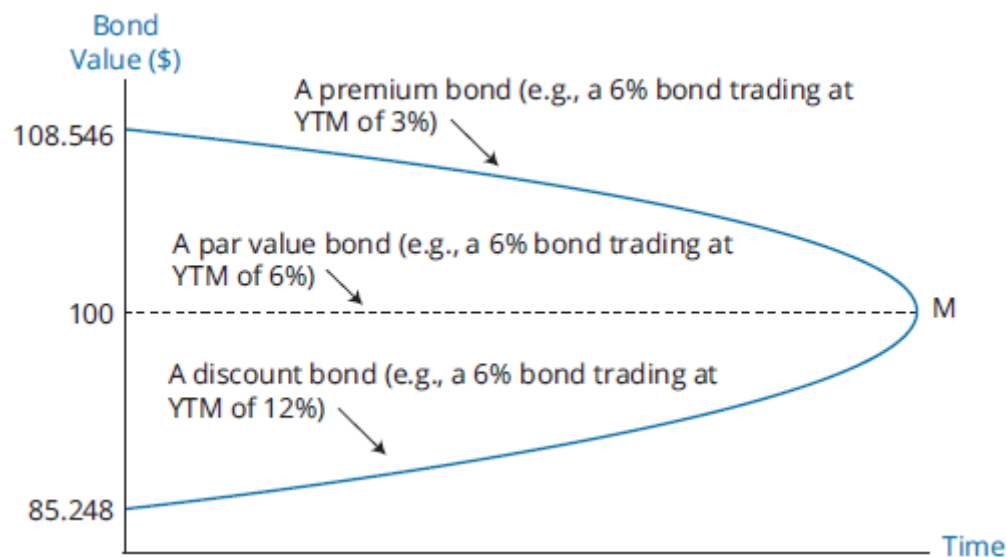 Bond
Value ($)
A premium bond (e.g., a 6% bond trading at
YTM of 3%)
108.546
A par value bond (e.g., a 6% bond trading at
YTM of 6%)
100
M
A discount bond (e.g., a 6% bond trading at
YTM of 12%)
85.248
Time